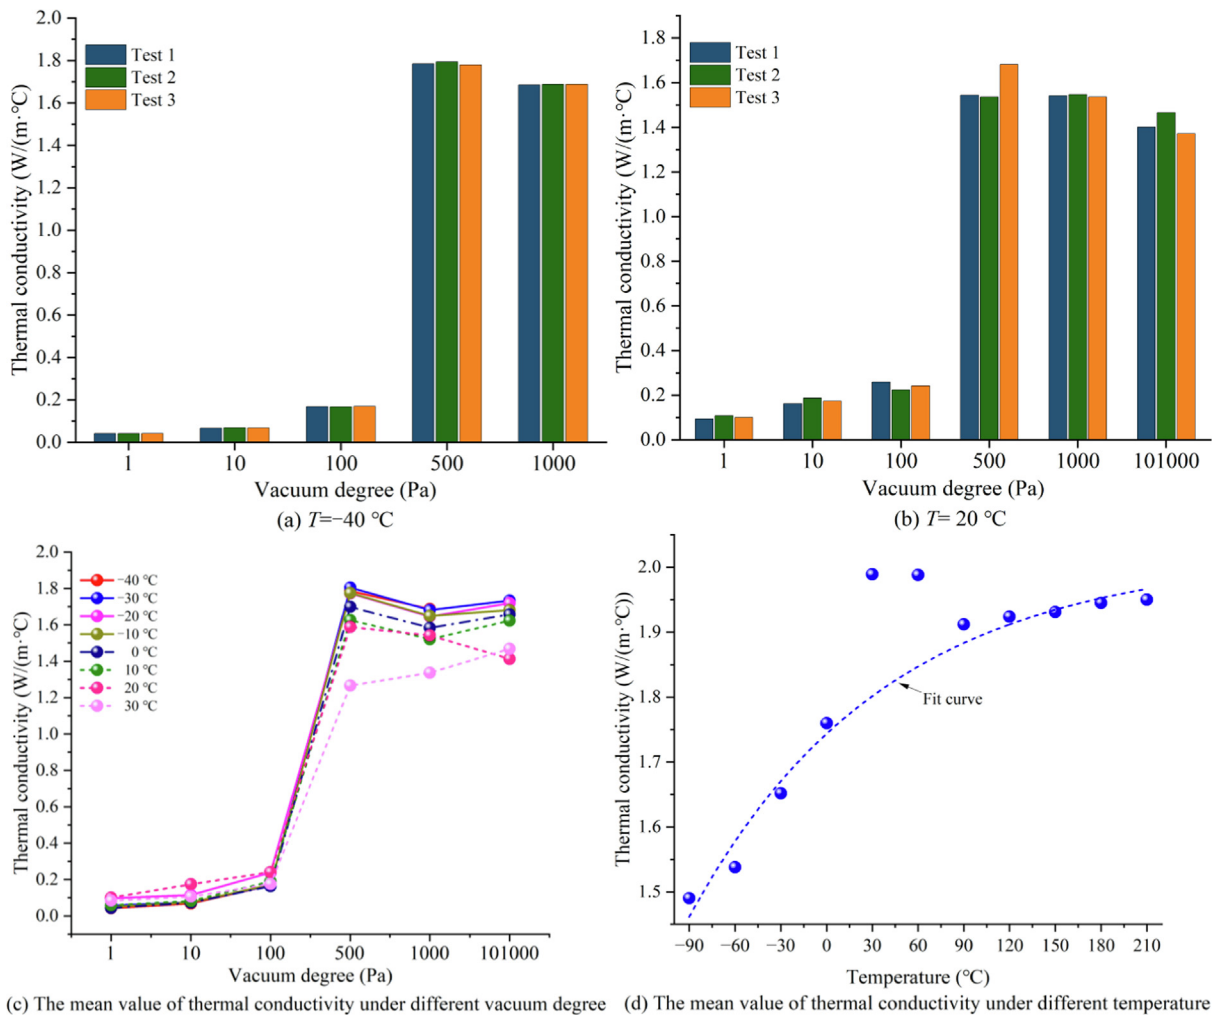 2.0
1.8
1.6
1.4
1.2
1.0
0.8
0.6
0.4
0.2
0.0
Thermal conductivity (W/(m·°C)
Test 1
Test 2
Test 3
1 10 100 500 1000
Vacuum degree (Pa)
(a) T=−40 °C
1.8
1.6
1.4
1.2
1.0
0.8
0.6
0.4
0.2
0.0
Thermal conductivity (W/(m·°C)
Test 1
Test 2
Test 3
1 10 100 500 1000 101000
Vacuum degree (Pa)
(b) T= 20 °C
2.0
1.8
1.6
1.4
1.2
1.0
0.8
0.6
0.4
0.2
0.0
Thermal conductivity (W/(m·°C)
−40 °C
−30 °C
−20 °C
−10 °C
0 °C
10 °C
20 °C
30 °C
1 10 100 500 1000 101000
Vacuum degree (Pa)
(c) The mean value of thermal conductivity under different vacuum degree
2.0
1.9
1.8
1.7
1.6
1.5
Thermal conductivity (W/(m·°C))
Fit curve
−90 −60 −30 0 30 60 90 120 150 180 210
Temperature (°C)
(d) The mean value of thermal conductivity under different temperature